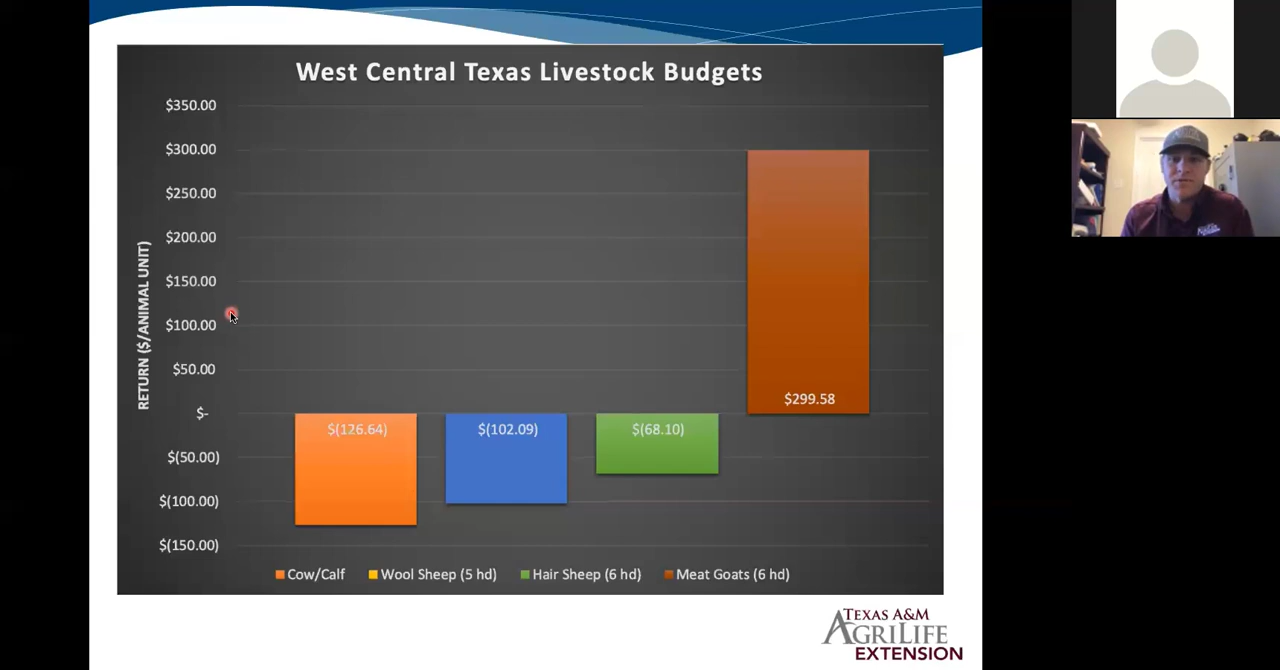 West Central Texas Livestock Budgets
$350.00
$300.00
$250.00
$200.00
$150.00
$100.00
$50.00
$-
$(50.00)
$(100.00)
$(150.00)
RETURN ($/ANIMAL UNIT)
$(126.64)
$(102.09)
$(68.10)
$299.58
Cow/Calf Wool Sheep (5 hd) Hair Sheep (6 hd) Meat Goats (6 hd)
TEXAS A&M
AGRILIFE
EXTENSION